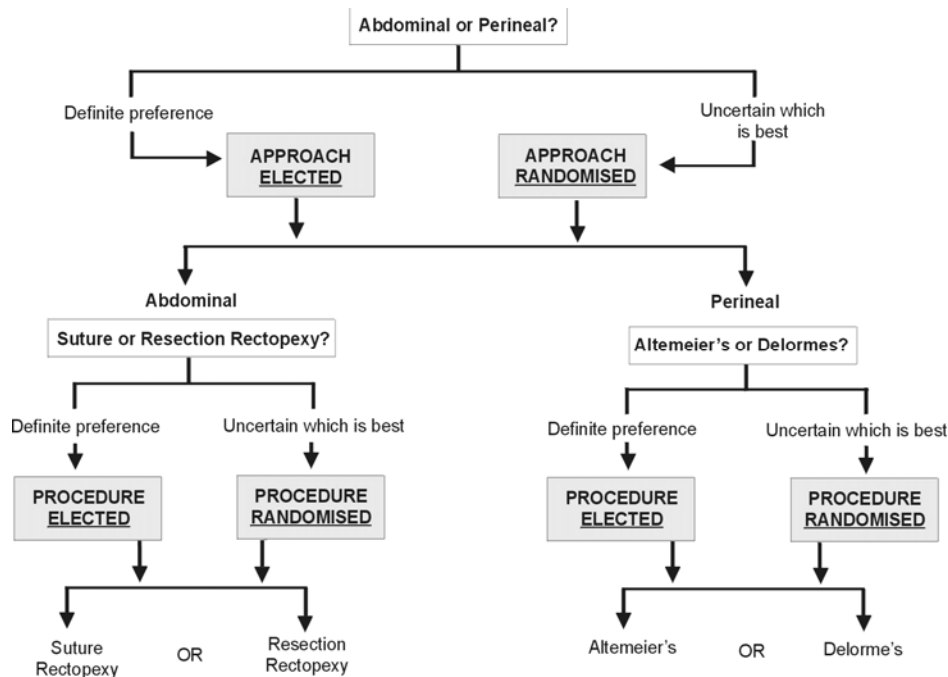 Abdominal or Perineal?
Definite preference
Uncertain which
is best
APPROACH
ELECTED
APPROACH
RANDOMISED
Abdominal
Perineal
Suture or Resection Rectopexy?
Altemeier's or Delormes?
Definite preference
Uncertain which is best
Definite preference
Uncertain which is best
PROCEDURE
ELECTED
PROCEDURE
RANDOMISED
PROCEDURE
ELECTED
PROCEDURE
RANDOMISED
Suture
Rectopexy
OR
Resection
Rectopexy
Altemeier's
OR
Delorme's